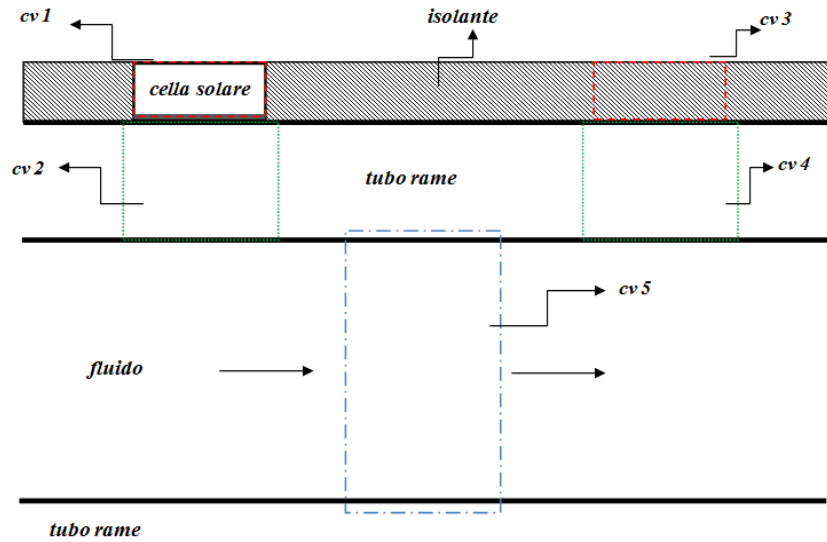 cv 1
isolante
cv 3
cella solare
cv 2
tubo rame
cv 4
cv 5
fluido
tubo rame